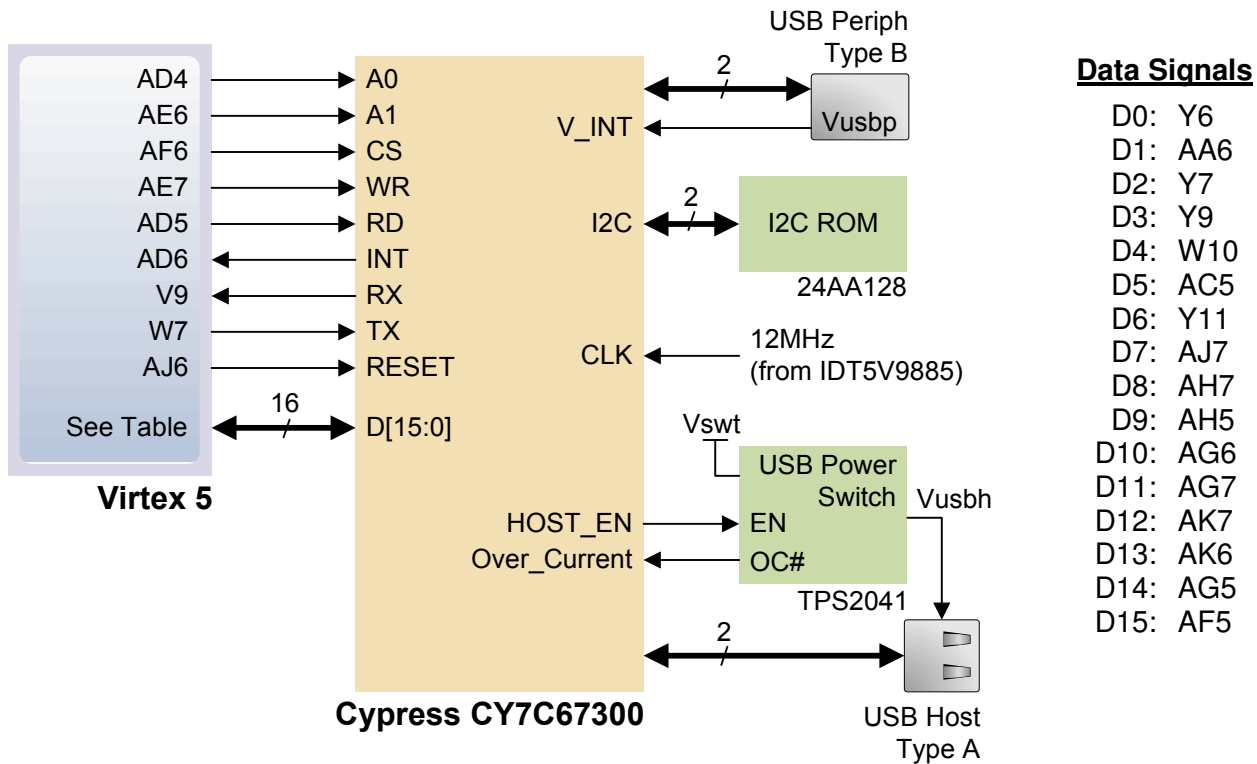 USB Periph
Type B
AD4
AE6
AF6
AE7
AD5
AD6
V9
W7
AJ6
See Table
16
Virtex 5
A0
A1
CS
WR
RD
INT
RX
TX
RESET
D[15:0]
V_INT
I2C
CLK
HOST_EN
Over_Current
Cypress CY7C67300
2
Vusbp
2
I2C ROM
24AA128
12MHz
(from IDT5V9885)
Vswt
USB Power
Switch
EN
OC#
TPS2041
Vusbh
2
USB Host
Type A
Data Signals
D0: Y6
D1: AA6
D2: Y7
D3: Y9
D4: W10
D5: AC5
D6: Y11
D7: AJ7
D8: AH7
D9: AH5
D10: AG6
D11: AG7
D12: AK7
D13: AK6
D14: AG5
D15: AF5